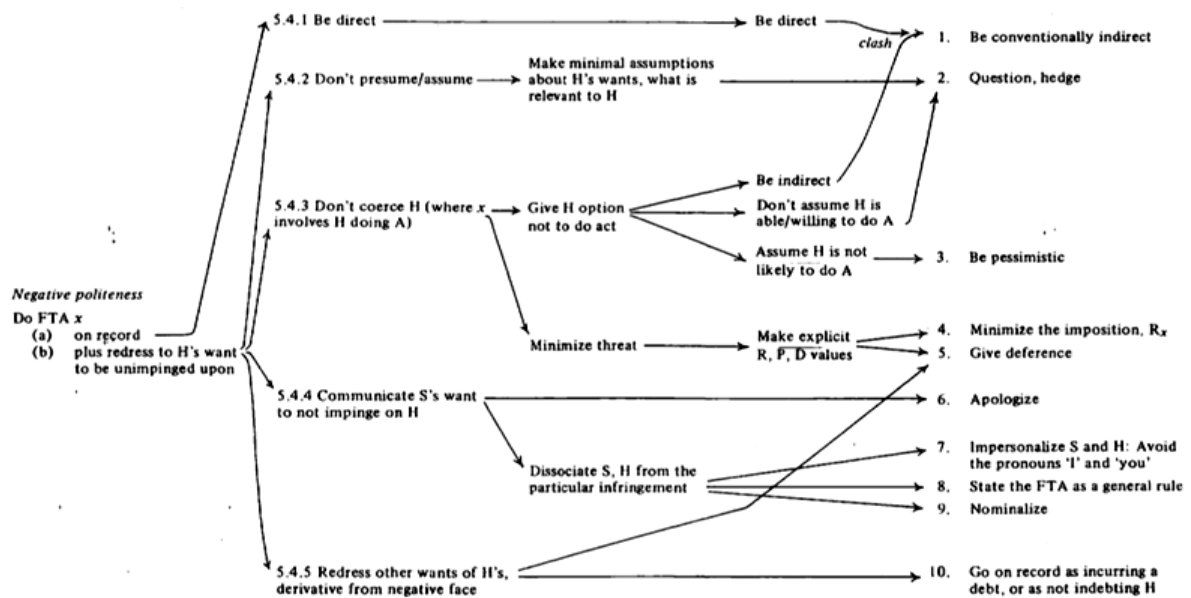 5.4.1 Be direct
Be direct
clash
1. Be conventionally indirect
5.4.2 Don't presume/assume
Make minimal assumptions
about H's wants, what is
relevant to H
2. Question, hedge
5.4.3 Don't coerce H (where x
involves H doing A)
Give H option
not to do act
Be indirect
Don't assume H is
able/willing to do A
Assume H is not
likely to do A
3. Be pessimistic
Negative politeness
Do FTA x
(a) on record
(b) plus redress to H's want
to be unimpinged upon
Minimize threat
Make explicit
R, P, D values
4. Minimize the imposition, Rx
5. Give deference
5.4.4 Communicate S's want
to not impinge on H
6. Apologize
Dissociate S, H from the
particular infringement
7. Impersonalize S and H: Avoid
the pronouns 'I' and 'you'
8. State the FTA as a general rule
9. Nominalize
5.4.5 Redress other wants of H's,
derivative from negative face
10. Go on record as incurring a
debt, or as not indebting H